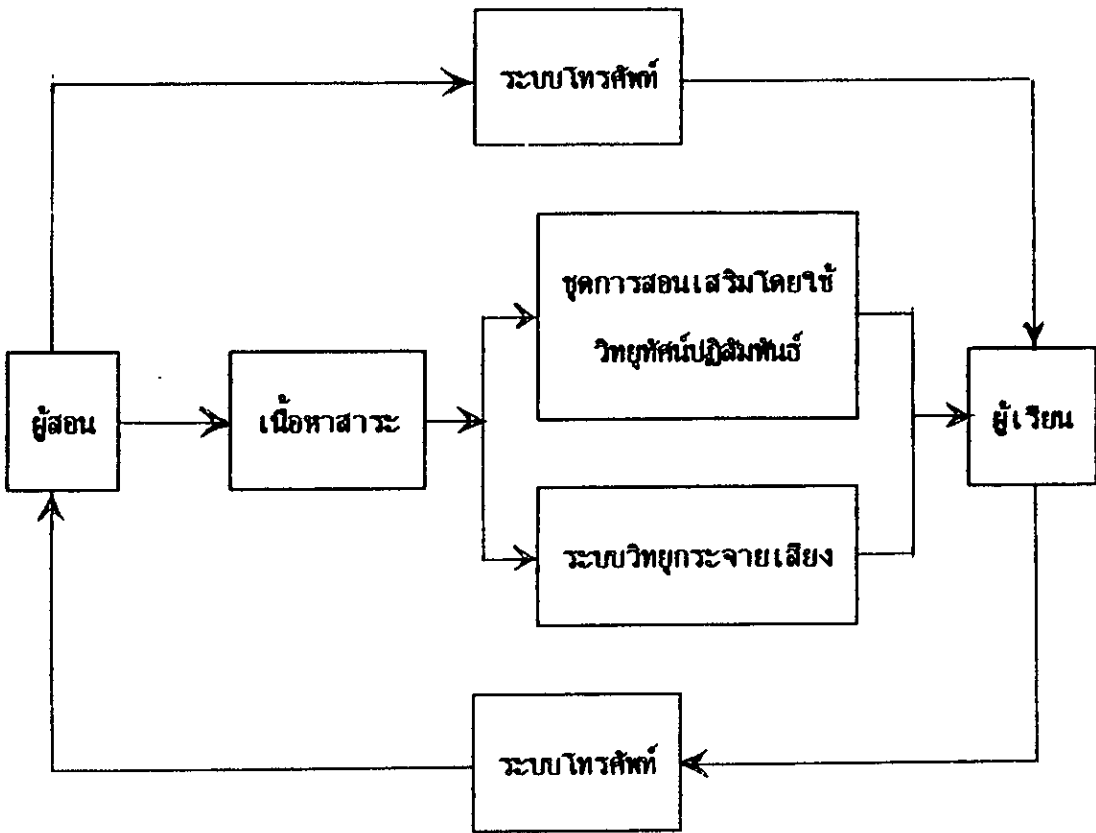 ระบบโทรศัพท์
ชุดการสอนเสริมโดยใช้
วิทยุทัศน์ปฏิสัมพันธ์
ผู้สอน
เนื้อหาสาระ
ผู้เรียน
ระบบวิทยุกระจายเสียง
ระบบโทรศัพท์